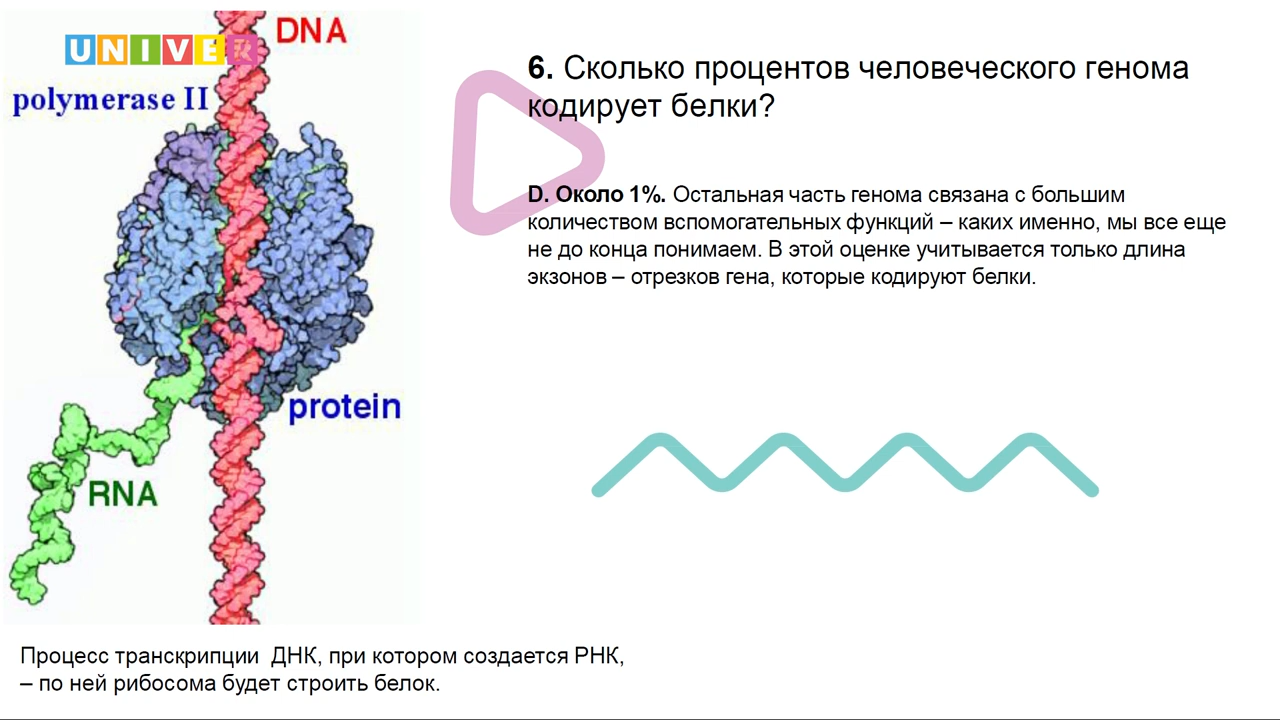 UNIVER
DNA
polymerase II
protein
RNA
6. Сколько процентов человеческого генома
кодирует белки?
D. Около 1%. Остальная часть генома связана с большим
количеством вспомогательных функций – каких именно, мы все еще
не до конца понимаем. В этой оценке учитывается только длина
экзонов – отрезков гена, которые кодируют белки.
Процесс транскрипции  ДНК, при котором создается РНК,
– по ней рибосома будет строить белок.